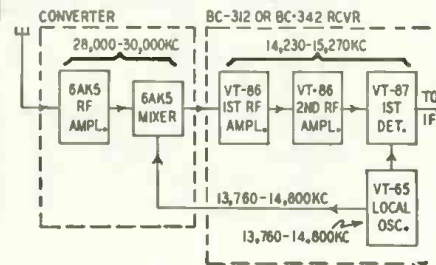 CONVERTER
28,000-30,000KC
6AK5
RF
AMPL.
6AK5
MIXER
BC-312 OR BC-342 RCVR
14,230-15,270KC
VT-86
1ST RF
AMPL.
VT-86
2ND RF
AMPL.
VT-87
1ST
DET.
TO
IF
13,760-14,800KC
VT-65
LOCAL
OSC.
13,760-14,800KC